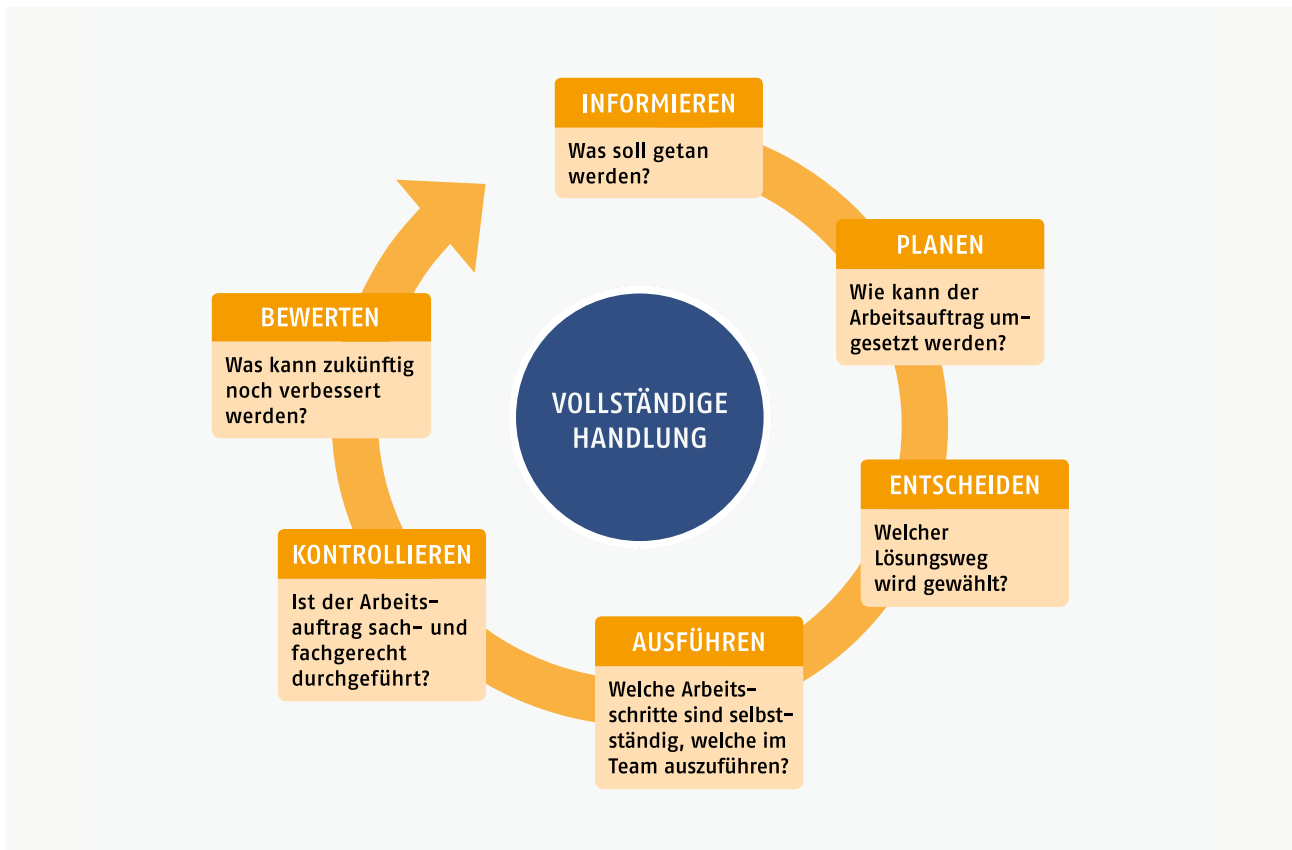 INFORMIEREN
Was soll getan
werden?
PLANEN
Wie kann der
Arbeitsauftrag um-
gesetzt werden?
ENTSCHEIDEN
Welcher
Lösungsweg
wird gewählt?
AUSFÜHREN
Welche Arbeits-
schritte sind selbst-
ständig, welche im
Team auszuführen?
KONTROLLIEREN
Ist der Arbeits-
auftrag sach- und
fachgerecht
durchgeführt?
BEWERTEN
Was kann zukünftig
noch verbessert
werden?
VOLLSTÄNDIGE
HANDLUNG